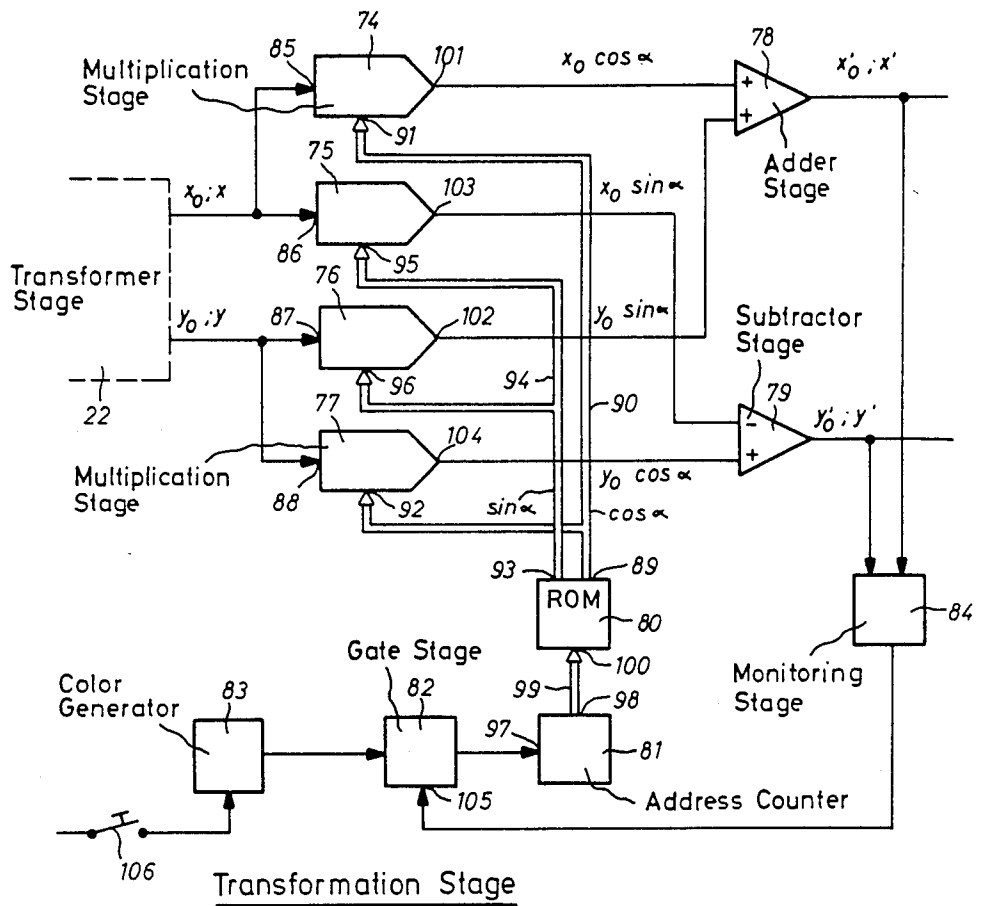 74
85
101
x₀ cos α
78
x₀' ; x'
Multiplication
Stage
+
+
91
75
Adder
Stage
x₀ ; x
103
x₀ sin α
86
95
Transformer
Stage
76
y₀ ; y
87
102
y₀ sin α
Subtractor
Stage
96
94
90
79
22
77
-
+
y₀' ; y'
104
Multiplication
Stage
88
92
y₀ cos α
sin α
cos α
93
89
ROM
80
84
100
Monitoring
Stage
Gate Stage
Color
Generator
83
82
99
98
97
81
105
Address Counter
106
Transformation Stage